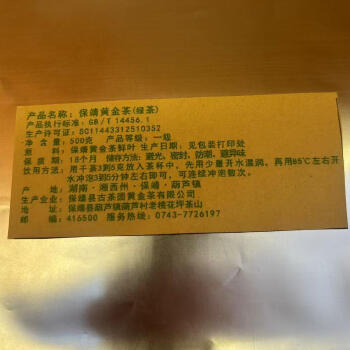 产品名称：保靖黄金茶(绿茶)
产品执行标准：GB/T 14456.1
生产许可证：SC11443312510352
净 含 量：500克 产品等级：一级
原 料：保靖黄金茶鲜叶 生产日期：见包装打印处
保 质 期：18个月 储存方法：避光、密封、防潮、避异味
饮用方法：用干茶3到5克放入茶杯中，先用少量开水湿润，再用85℃左右开
水冲泡3到5分钟左右即可，可连续冲泡数次。
产 地：湖南·湘西州·保靖·葫芦镇
生产企业：保靖县古茶园黄金茶有限公司
地 址：保靖县葫芦镇葫芦村老桃花坪茶山
邮 编：416500 服务热线：0743-7726197